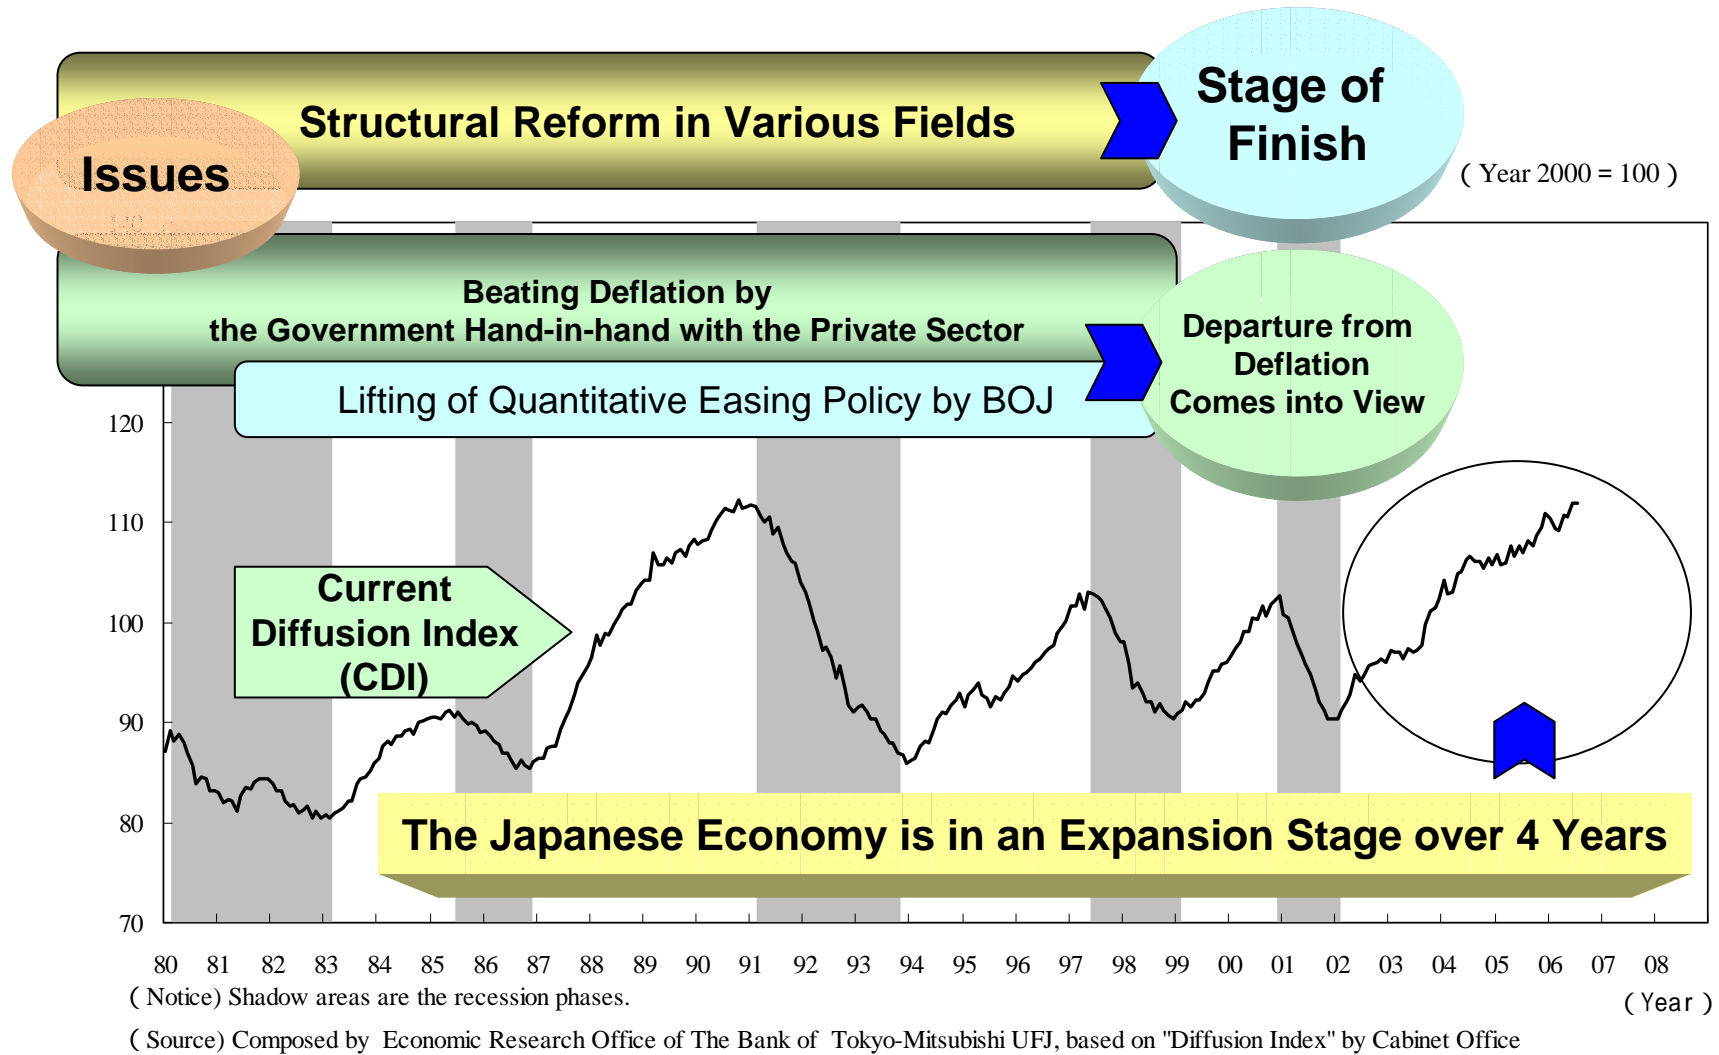 Structural Reform in Various Fields
Stage of
Finish
Issues
( Year 2000 = 100 )
140
Beating Deflation by
the Government Hand-in-hand with the Private Sector
Departure from
Deflation
Comes into View
Lifting of Quantitative Easing Policy by BOJ
120
110
Current
Diffusion Index
(CDI)
100
90
80
The Japanese Economy is in an Expansion Stage over 4 Years
70
80 81 82 83 84 85 86 87 88 89 90 91 92 93 94 95 96 97 98 99 00 01 02 03 04 05 06 07 08
( Notice) Shadow areas are the recession phases.
( Year )
( Source) Composed by Economic Research Office of The Bank of Tokyo-Mitsubishi UFJ, based on "Diffusion Index" by Cabinet Office